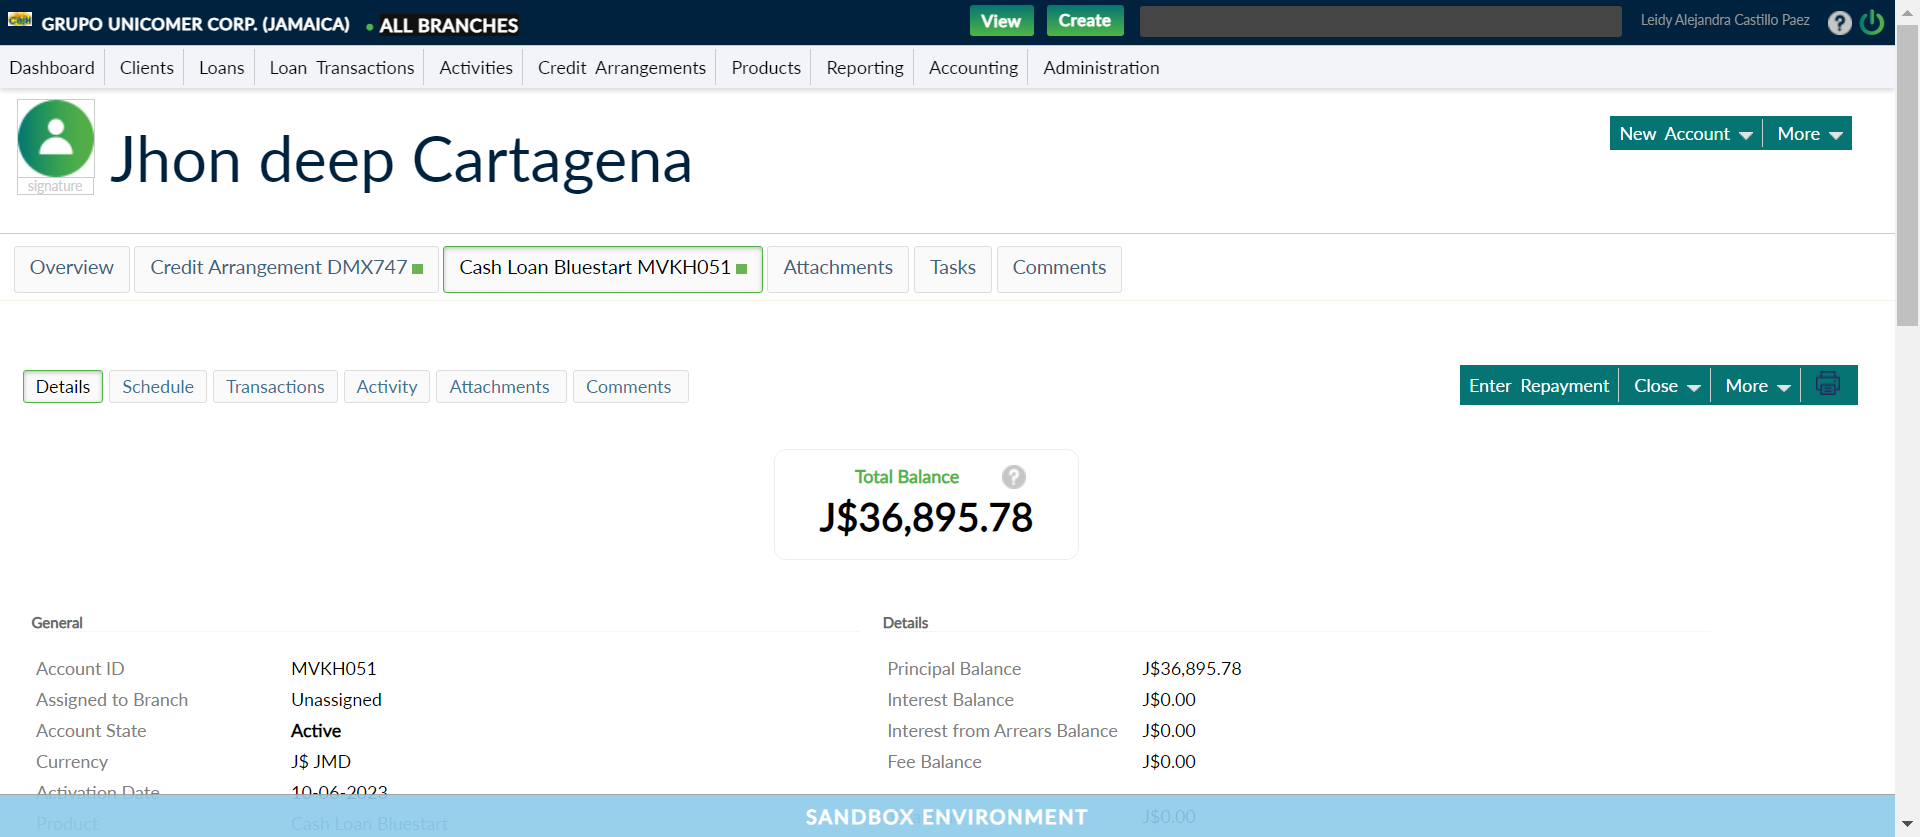 Cash GRUPO UNICOMER CORP. (JAMAICA) ALL BRANCHES View Create Leidy Alejandra Castillo Paez ?
Dashboard Clients Loans Loan Transactions Activities Credit Arrangements Products Reporting Accounting Administration
signature
Jhon deep Cartagena
New Account More
Overview Credit Arrangement DMX747 Cash Loan Bluestart MVKH051 Attachments Tasks Comments
Details Schedule Transactions Activity Attachments Comments
Enter Repayment Close More
Total Balance ?
J$36,895.78
General
Account ID MVKH051
Assigned to Branch Unassigned
Account State Active
Currency J$ JMD
Activation Date 10-06-2023
Product Cash Loan Bluestart
Details
Principal Balance J$36,895.78
Interest Balance J$0.00
Interest from Arrears Balance J$0.00
Fee Balance J$0.00
J$0.00
SANDBOX ENVIRONMENT